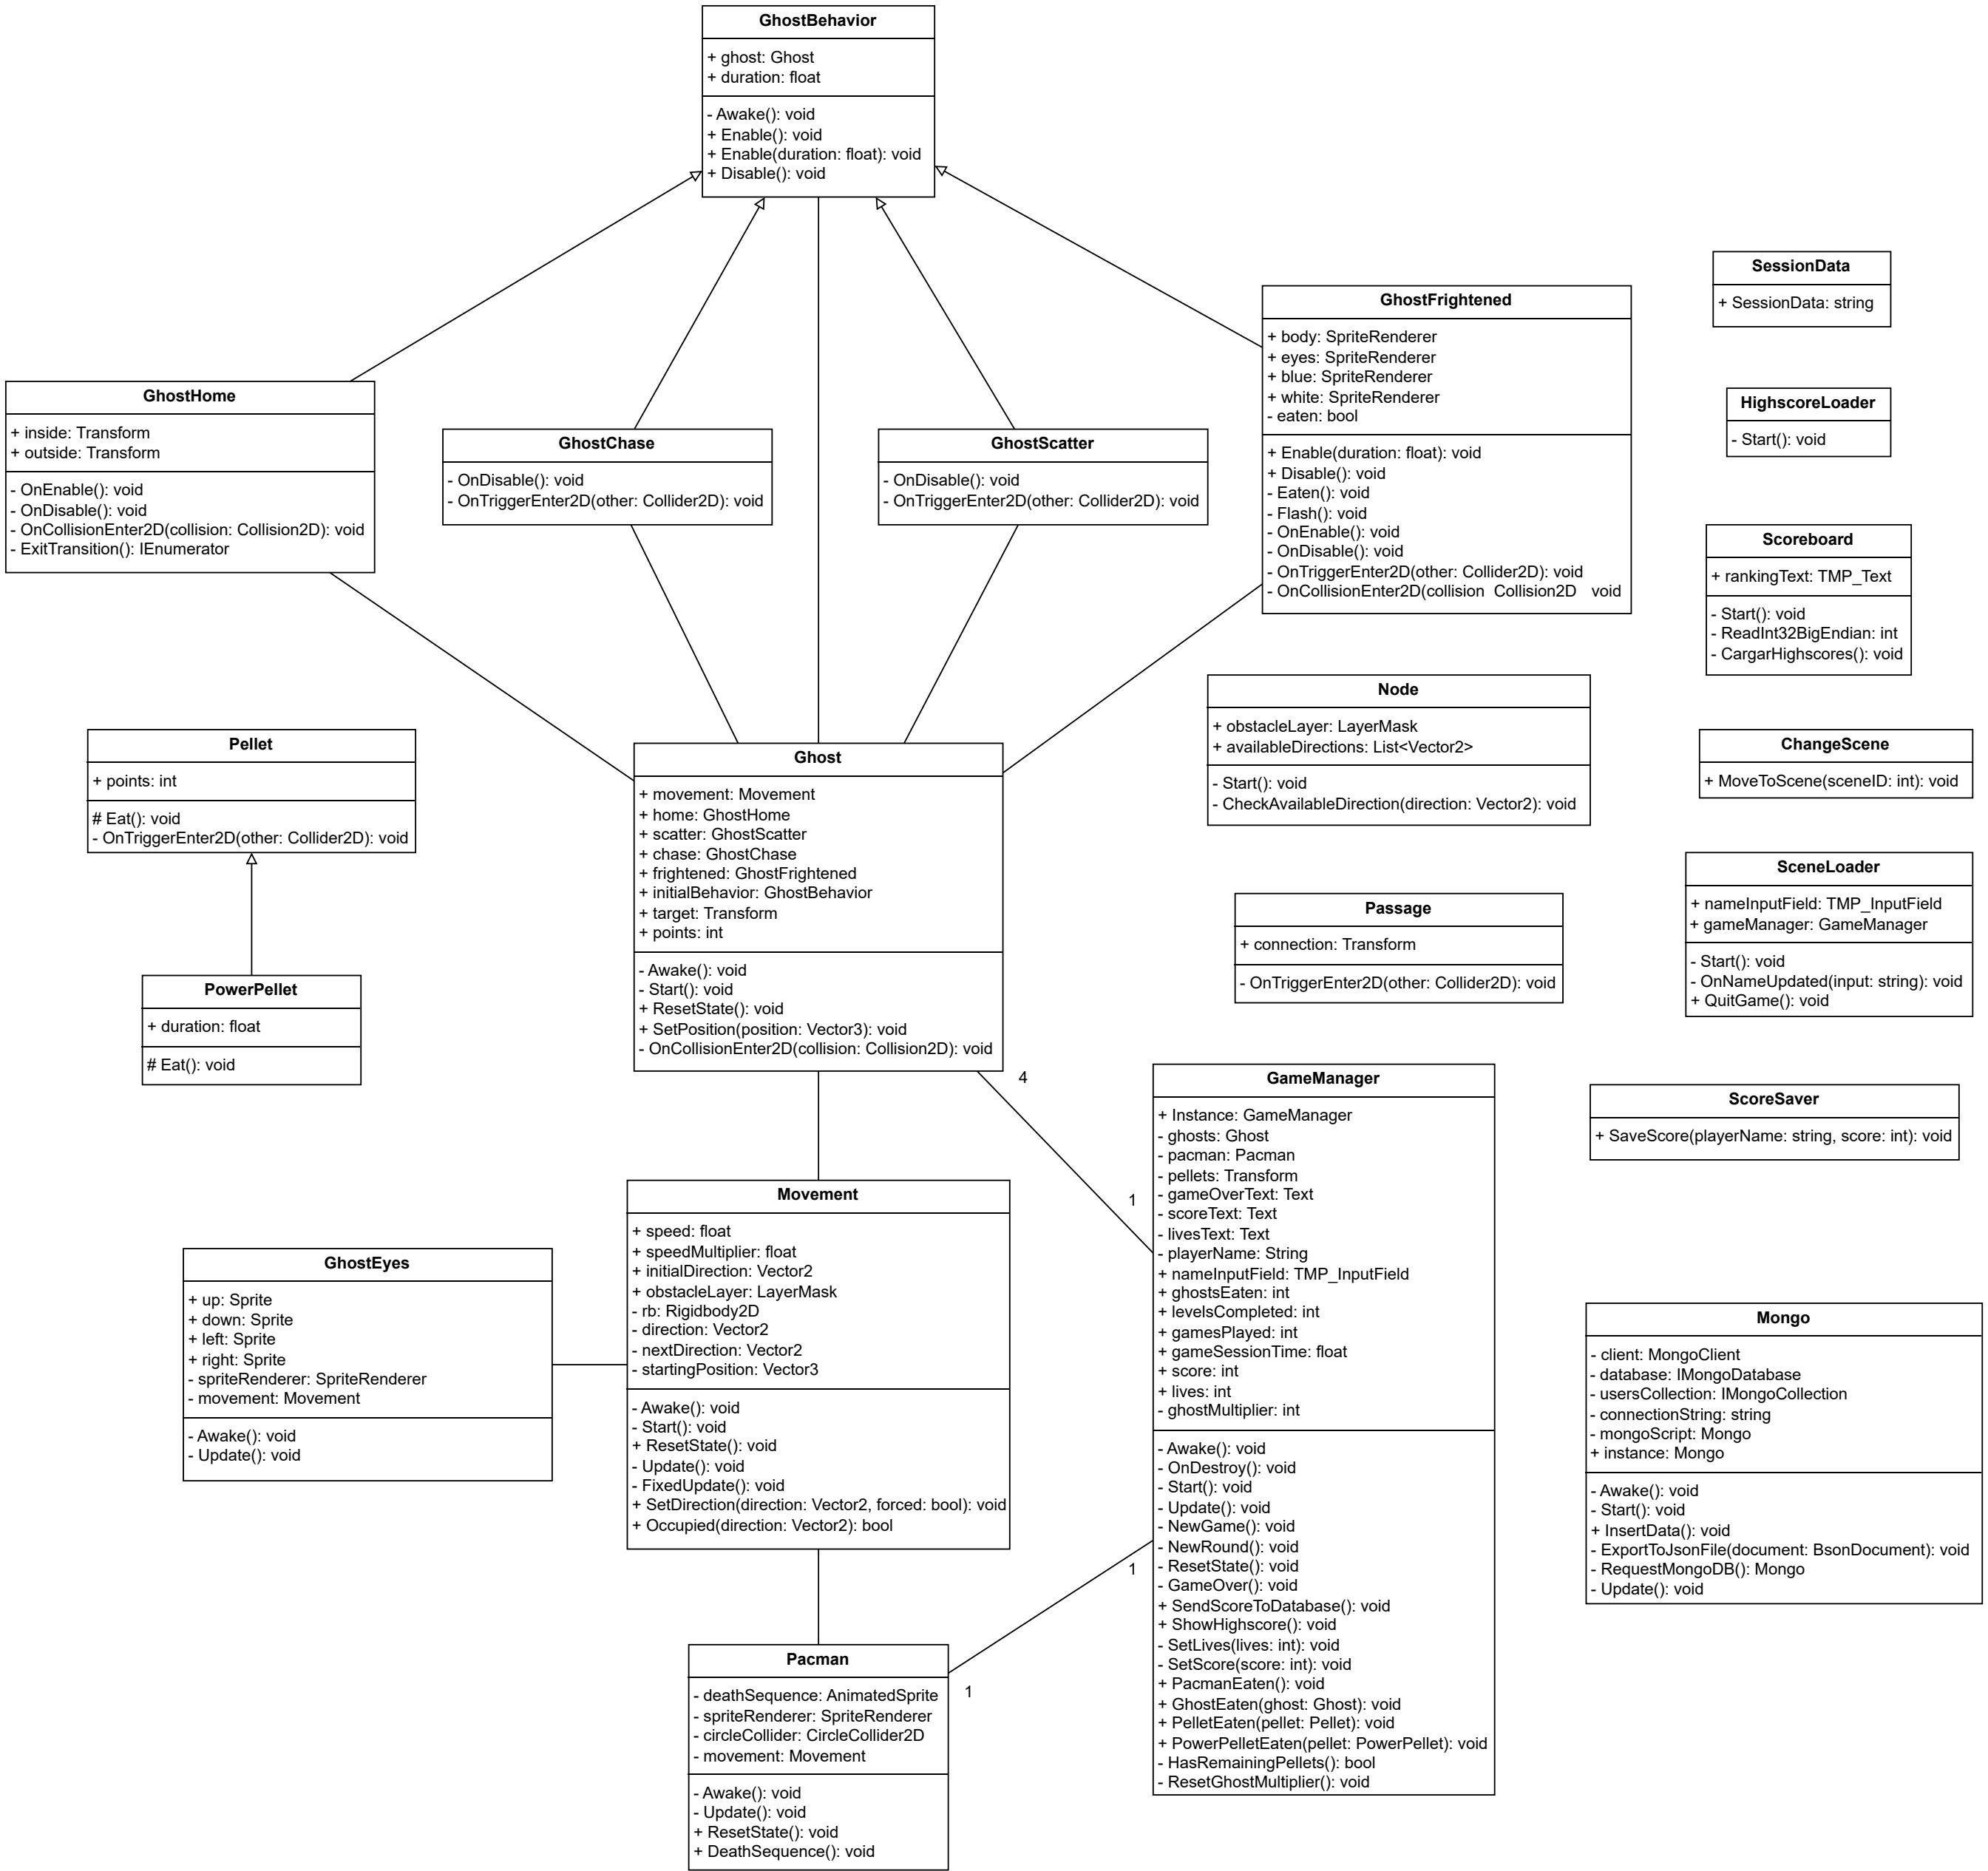 GhostBehavior
+ ghost: Ghost
+ duration: float
- Awake(): void
+ Enable(): void
+ Enable(duration: float): void
+ Disable(): void
GhostHome
+ inside: Transform
+ outside: Transform
- OnEnable(): void
- OnDisable(): void
- OnCollisionEnter2D(collision: Collision2D): void
- ExitTransition(): IEnumerator
GhostChase
- OnDisable(): void
- OnTriggerEnter2D(other: Collider2D): void
GhostScatter
- OnDisable(): void
- OnTriggerEnter2D(other: Collider2D): void
GhostFrightened
+ body: SpriteRenderer
+ eyes: SpriteRenderer
+ blue: SpriteRenderer
+ white: SpriteRenderer
- eaten: bool
+ Enable(duration: float): void
+ Disable(): void
- Eaten(): void
- Flash(): void
- OnEnable(): void
- OnDisable(): void
- OnTriggerEnter2D(other: Collider2D): void
- OnCollisionEnter2D(collision Collision2D void
SessionData
+ SessionData: string
HighscoreLoader
- Start(): void
Scoreboard
+ rankingText: TMP_Text
- Start(): void
- ReadInt32BigEndian: int
- CargarHighscores(): void
Node
+ obstacleLayer: LayerMask
+ availableDirections: List<Vector2>
- Start(): void
- CheckAvailableDirection(direction: Vector2): void
Pellet
+ points: int
# Eat(): void
- OnTriggerEnter2D(other: Collider2D): void
Ghost
+ movement: Movement
+ home: GhostHome
+ scatter: GhostScatter
+ chase: GhostChase
+ frightened: GhostFrightened
+ initialBehavior: GhostBehavior
+ target: Transform
+ points: int
- Awake(): void
- Start(): void
+ ResetState(): void
+ SetPosition(position: Vector3): void
- OnCollisionEnter2D(collision: Collision2D): void
ChangeScene
+ MoveToScene(sceneID: int): void
SceneLoader
+ nameInputField: TMP_InputField
+ gameManager: GameManager
- Start(): void
- OnNameUpdated(input: string): void
+ QuitGame(): void
Passage
+ connection: Transform
- OnTriggerEnter2D(other: Collider2D): void
PowerPellet
+ duration: float
# Eat(): void
4
1
GameManager
+ Instance: GameManager
- ghosts: Ghost
- pacman: Pacman
- pellets: Transform
- gameOverText: Text
- scoreText: Text
- livesText: Text
- playerName: String
+ nameInputField: TMP_InputField
+ ghostsEaten: int
+ levelsCompleted: int
+ gamesPlayed: int
+ gameSessionTime: float
+ score: int
+ lives: int
- ghostMultiplier: int
- Awake(): void
- OnDestroy(): void
- Start(): void
- Update(): void
- NewGame(): void
- NewRound(): void
- ResetState(): void
- GameOver(): void
+ SendScoreToDatabase(): void
+ ShowHighscore(): void
- SetLives(lives: int): void
- SetScore(score: int): void
+ PacmanEaten(): void
+ GhostEaten(ghost: Ghost): void
+ PelletEaten(pellet: Pellet): void
+ PowerPelletEaten(pellet: PowerPellet): void
- HasRemainingPellets(): bool
- ResetGhostMultiplier(): void
ScoreSaver
+ SaveScore(playerName: string, score: int): void
Movement
+ speed: float
+ speedMultiplier: float
+ initialDirection: Vector2
+ obstacleLayer: LayerMask
- rb: Rigidbody2D
- direction: Vector2
- nextDirection: Vector2
- startingPosition: Vector3
- Awake(): void
- Start(): void
+ ResetState(): void
- Update(): void
- FixedUpdate(): void
+ SetDirection(direction: Vector2, forced: bool): void
+ Occupied(direction: Vector2): bool
GhostEyes
+ up: Sprite
+ down: Sprite
+ left: Sprite
+ right: Sprite
- spriteRenderer: SpriteRenderer
- movement: Movement
- Awake(): void
- Update(): void
Mongo
- client: MongoClient
- database: IMongoDatabase
- usersCollection: IMongoCollection
- connectionString: string
- mongoScript: Mongo
+ instance: Mongo
- Awake(): void
- Start(): void
+ InsertData(): void
- ExportToJsonFile(document: BsonDocument): void
- RequestMongoDB(): Mongo
- Update(): void
1
1
Pacman
- deathSequence: AnimatedSprite
- spriteRenderer: SpriteRenderer
- circleCollider: CircleCollider2D
- movement: Movement
- Awake(): void
- Update(): void
+ ResetState(): void
+ DeathSequence(): void